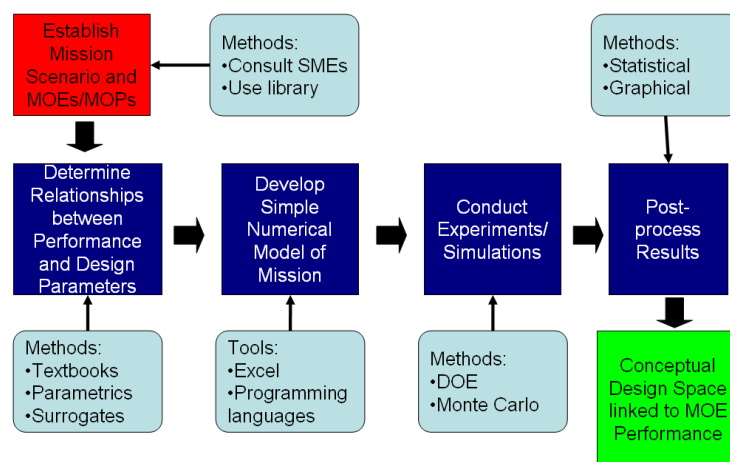 Establish
Mission
Scenario and
MOEs/MOPs
Methods:
•Consult SMEs
•Use library
Methods:
•Statistical
•Graphical
Determine
Relationships
between
Performance
and Design
Parameters
Develop
Simple
Numerical
Model of
Mission
Conduct
Experiments/
Simulations
Post-
process
Results
Methods:
•Textbooks
•Parametrics
•Surrogates
Tools:
•Excel
•Programming
languages
Methods:
•DOE
•Monte Carlo
Conceptual
Design Space
linked to MOE
Performance